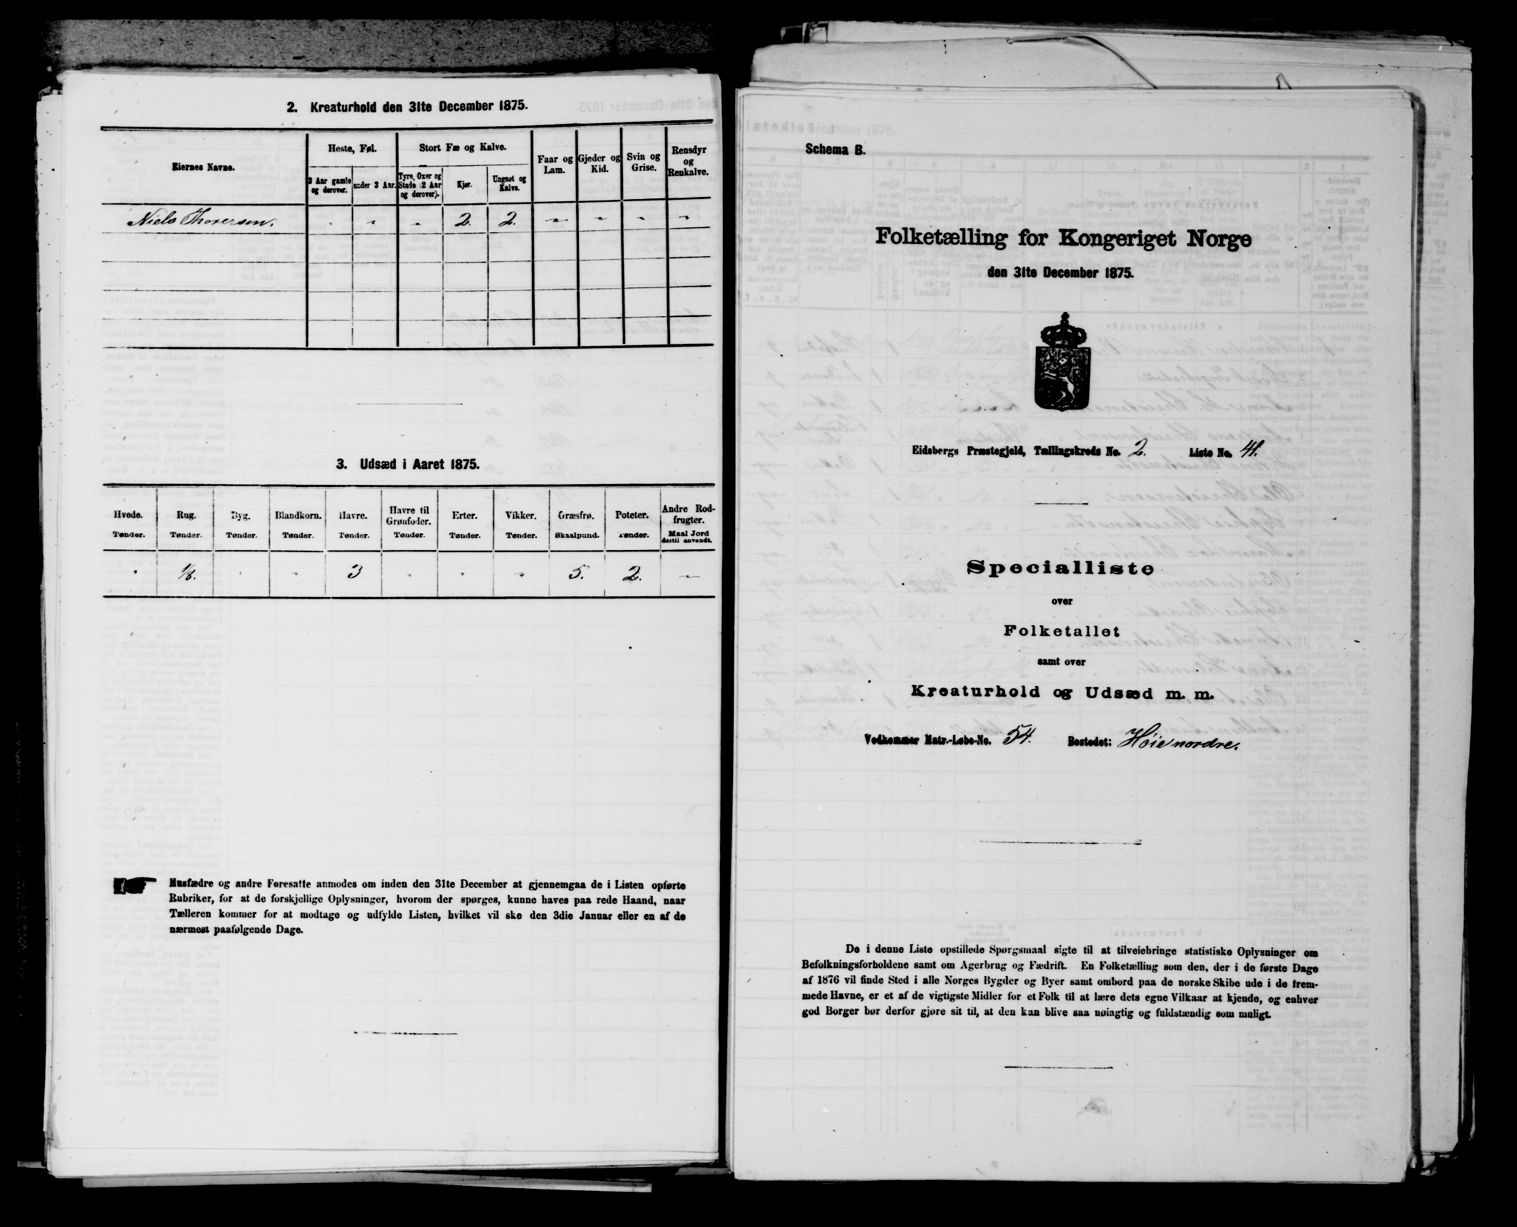 2. Kreaturhold den 31te December 1875.
Eiernes Navne.
Heste, Føl.
Stort Fæ og Kalve.
Faar og Lam.
Gjeder og Kid.
Svin og Grise.
Rensdyr og Renkalve.
3 Aar gamle og derover.
under 3 Aar.
Tyre, Oxer og Stude (2 Aar og derover).
Kjør.
Ungnet og Kalve.
Niels Thoresen. " " " 2. 2. " " " "
3. Udsæd i Aaret 1875.
Hvede. Rug. Byg. Blandkorn. Havre. Havre til Grønfoder. Erter. Vikker. Græsfrø. Poteter. Andre Rodfrugter.
Tønder. Tønder. Tønder. Tønder. Tønder. Tønder. Tønder. Tønder. Skaalpund. Tønder. Maal Jord dertil anvendt.
" 1/8. " " 3 " " " 5. 2. "
Husfædre og andre Foresatte anmodes om inden den 31te December at gjennemgaa de i Listen opførte
Rubriker, for at de forskjellige Oplysninger, hvorom der spørges, kunne haves paa rede Haand, naar
Tælleren kommer for at modtage og udfylde Listen, hvilket vil ske den 3die Januar eller en af de
nærmest paafølgende Dage.
Schema B.
Folketælling for Kongeriget Norge
den 31te December 1875.
Eidsbergs Præstegjeld, Tællingskreds No. 2. Liste No. 41.
Specialliste
over
Folketallet
samt over
Kreaturhold og Udsæd m. m.
Vedkommer Matr.-Løbe-No. 54. Bostedet: Höie nordre.
De i denne Liste opstillede Spørgsmaal sigte til at tilveiebringe statistiske Oplysninger om
Befolkningsforholdene samt om Agerbrug og Fædrift. En Folketælling som den, der i de første Dage
af 1876 vil finde Sted i alle Norges Bygder og Byer samt ombord paa de norske Skibe ude i de frem-
mede Havne, er et af de vigtigste Midler for et Folk til at lære dets egne Vilkaar at kjende, og enhver
god Borger bør derfor gjøre sit til, at den kan blive saa nøiagtig og fuldstændig som muligt.